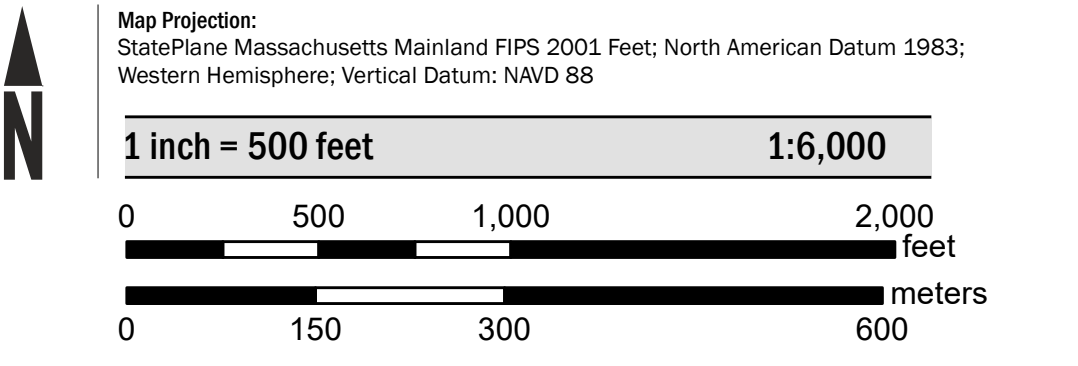 N
Map Projection:
StatePlane Massachusetts Mainland FIPS 2001 Feet; North American Datum 1983;
Western Hemisphere; Vertical Datum: NAVD 88
1 inch = 500 feet 1:6,000
0 500 1,000 2,000
feet
meters
0 150 300 600